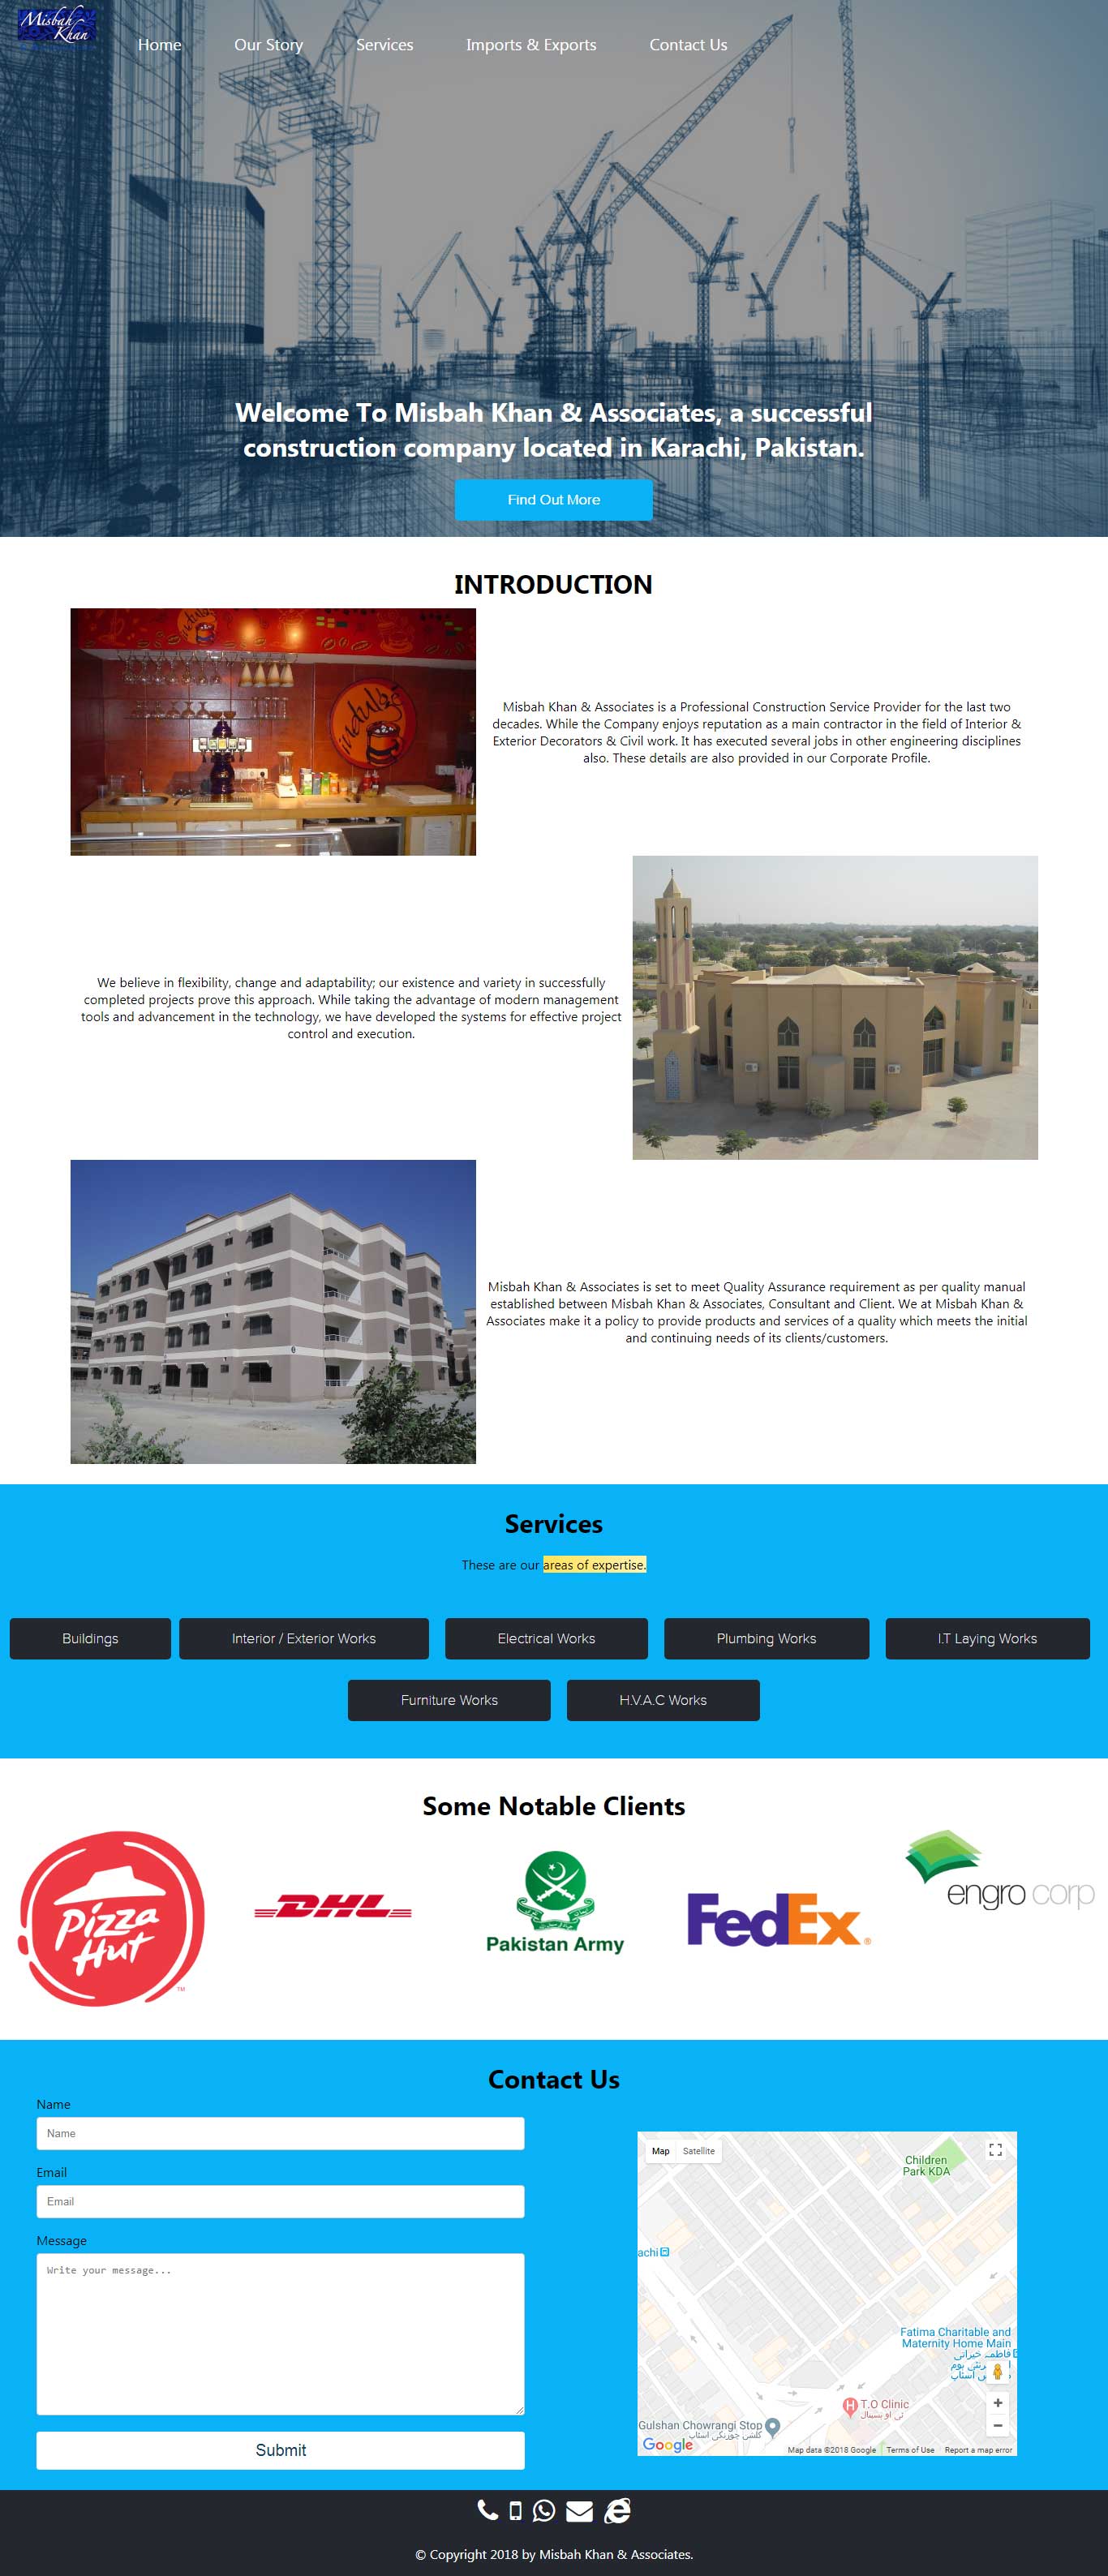 Misbah
Khan
Home
Our Story
Services
Imports & Exports
Contact Us
Welcome To Misbah Khan & Associates, a successful
construction company located in Karachi, Pakistan.
Find Out More
INTRODUCTION
indulge
Misbah Khan & Associates is a Professional Construction Service Provider for the last two
decades. While the Company enjoys reputation as a main contractor in the field of Interior &
Exterior Decorators & Civil work. It has executed several jobs in other engineering disciplines
also. These details are also provided in our Corporate Profile.
We believe in flexibility, change and adaptability; our existence and variety in successfully
completed projects prove this approach. While taking the advantage of modern management
tools and advancement in the technology, we have developed the systems for effective project
control and execution.
Misbah Khan & Associates is set to meet Quality Assurance requirement as per quality manual
established between Misbah Khan & Associates, Consultant and Client. We at Misbah Khan &
Associates make it a policy to provide products and services of a quality which meets the initial
and continuing needs of its clients/customers.
Services
These are our areas of expertise.
Buildings
Interior / Exterior Works
Electrical Works
Plumbing Works
I.T Laying Works
Furniture Works
H.V.A.C Works
Some Notable Clients
Pizza
Hut
TM
DHL
Pakistan Army
FedEx
®
engro corp
Contact Us
Name
Name
Email
Email
Message
Write your message...
Submit
Map
Satellite
Children
Park KDA
achi
Fatima Charitable and
Maternity Home Main
فاطمہ خیراتی
T.O Clinic
ٹی او ہسپتال
Gulshan Chowrangi Stop
گلشن چورنگی اسٹاپ
Google
Map data ©2018 Google
Terms of Use
Report a map error
© Copyright 2018 by Misbah Khan & Associates.